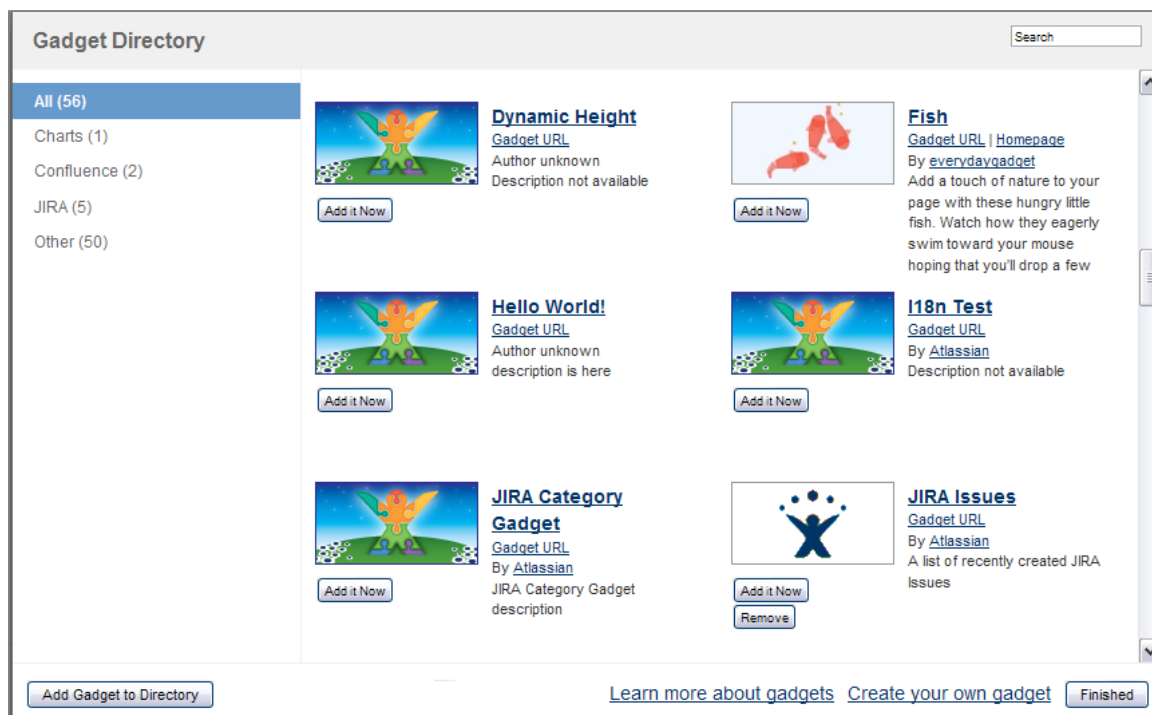 Gadget Directory
Search
All (56)
Charts (1)
Confluence (2)
JIRA (5)
Other (50)
Dynamic Height
Gadget URL
Author unknown
Description not available
Add it Now
Fish
Gadget URL | Homepage
By everydaygadget
Add a touch of nature to your
page with these hungry little
fish. Watch how they eagerly
swim toward your mouse
hoping that you'll drop a few
Add it Now
Hello World!
Gadget URL
Author unknown
description is here
Add it Now
I18n Test
Gadget URL
By Atlassian
Description not available
Add it Now
JIRA Category
Gadget
Gadget URL
By Atlassian
JIRA Category Gadget
description
Add it Now
JIRA Issues
Gadget URL
By Atlassian
A list of recently created JIRA
Issues
Add it Now
Remove
Add Gadget to Directory
Learn more about gadgets
Create your own gadget
Finished